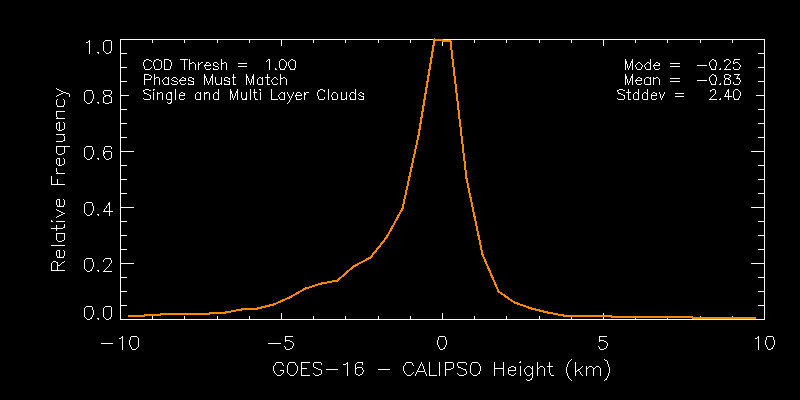 COD Thresh = 1.00
Phases Must Match
Single and Multi Layer Clouds
Mode = −0.25
Mean = −0.83
Stddev = 2.40
Relative Frequency
1.0
0.8
0.6
0.4
0.2
0.0
−10 −5 0 5 10
GOES−16 − CALIPSO Height (km)